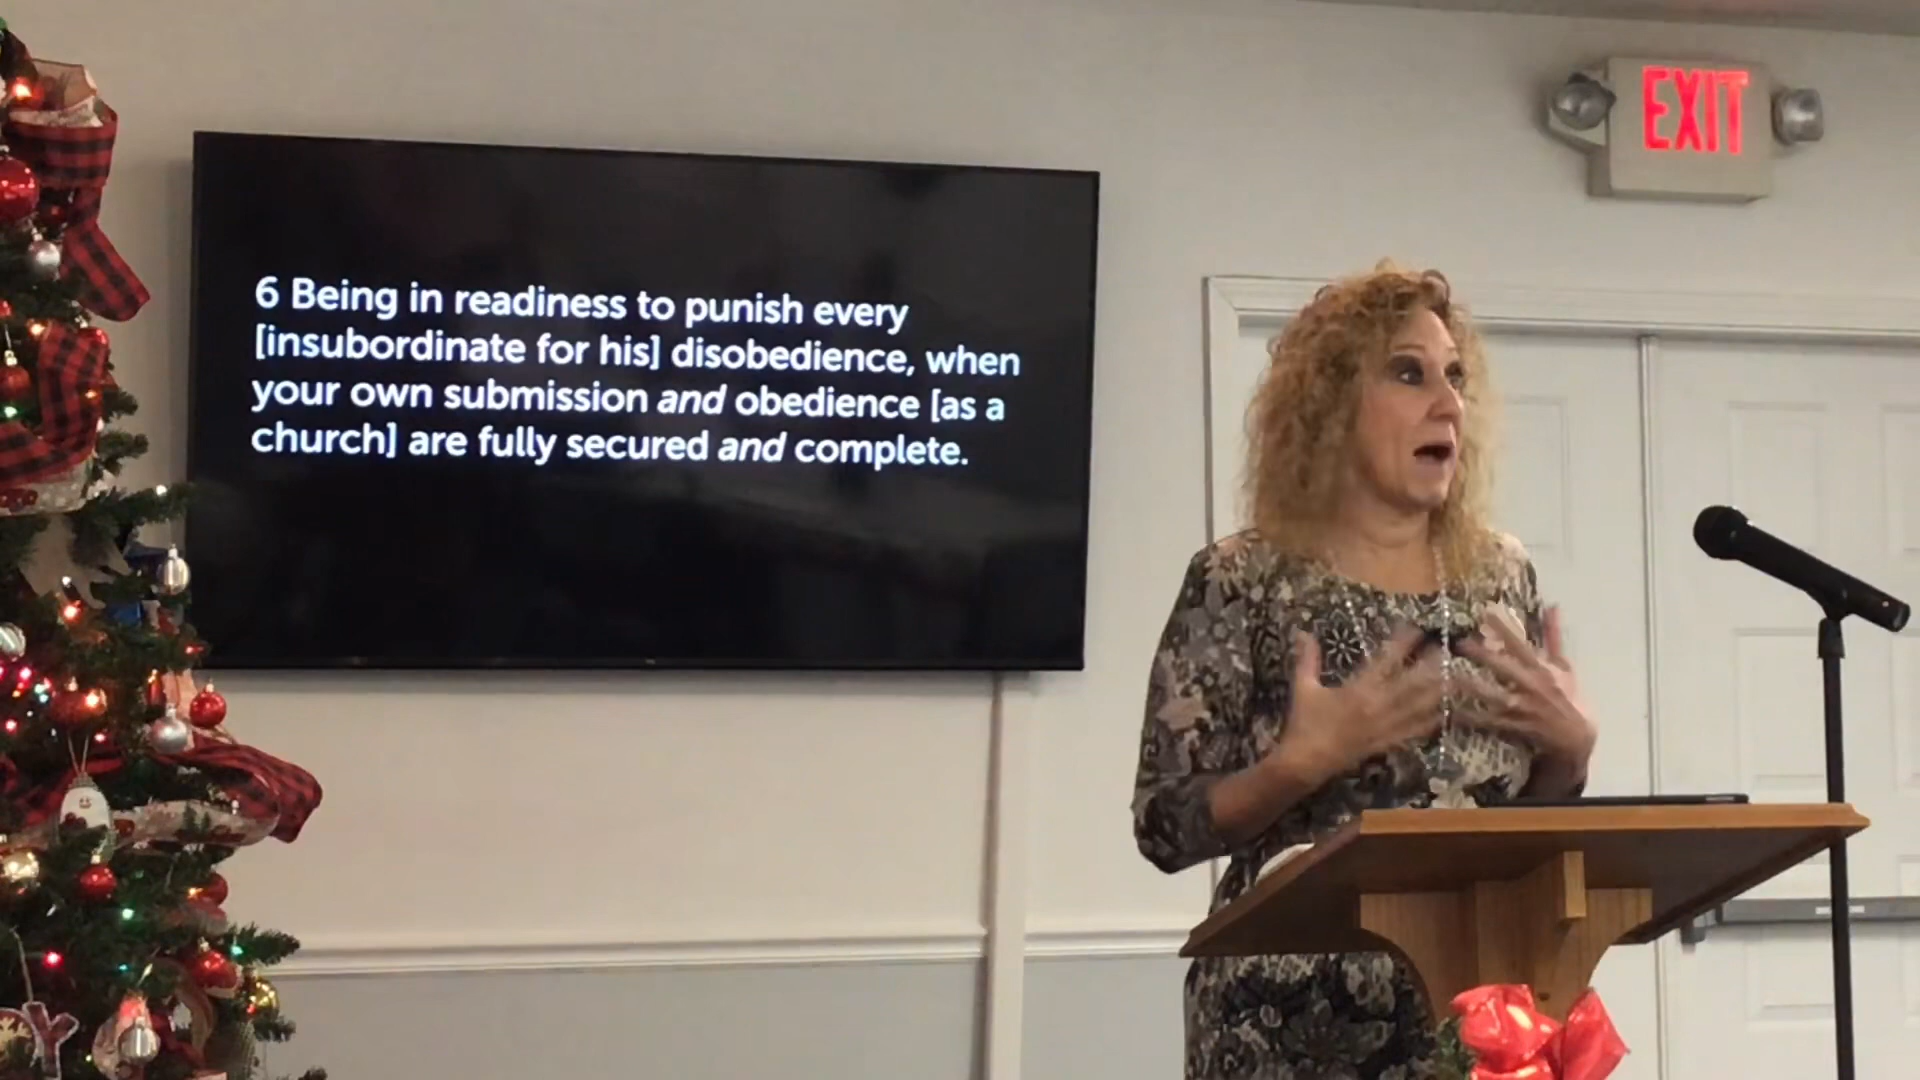 6 Being in readiness to punish every
[insubordinate for his] disobedience, when
your own submission and obedience [as a
church] are fully secured and complete.
EXIT
Y